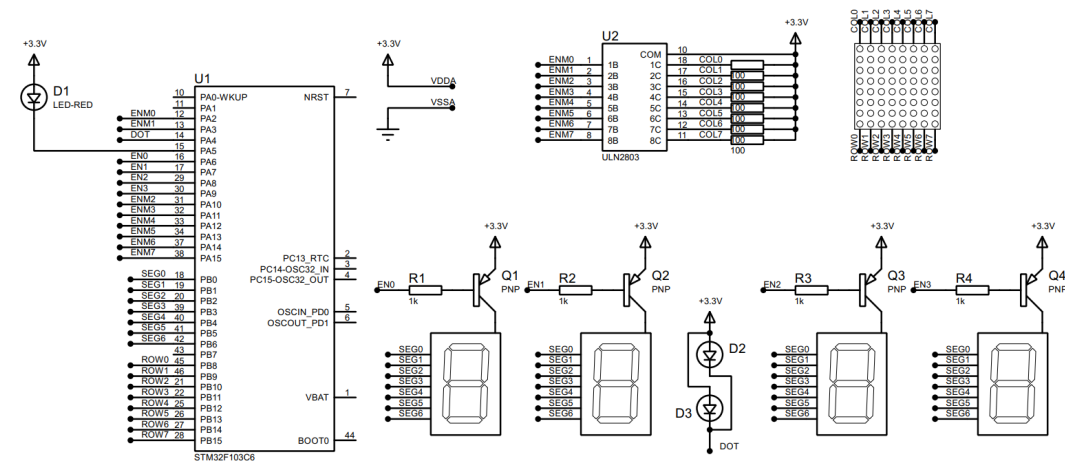 +3.3V
D1
LED-RED
U1
10 PA0-WKUP
11 PA1
ENM0 12 PA2
ENM1 13 PA3
DOT 14 PA4
15 PA5
EN0 16 PA6
EN1 17 PA7
EN2 29 PA8
EN3 30 PA9
ENM2 31 PA10
ENM3 32 PA11
ENM4 33 PA12
ENM5 34 PA13
ENM6 37 PA14
ENM7 38 PA15
SEG0 18 PB0
SEG1 19 PB1
SEG2 20 PB2
SEG3 39 PB3
SEG4 40 PB4
SEG5 41 PB5
SEG6 42 PB6
43 PB7
ROW0 45 PB8
ROW1 46 PB9
ROW2 21 PB10
ROW3 22 PB11
ROW4 25 PB12
ROW5 26 PB13
ROW6 27 PB14
ROW7 28 PB15
NRST 7
PC13_RTC 2
PC14-OSC32_IN 3
PC15-OSC32_OUT 4
OSCIN_PD0 5
OSCOUT_PD1 6
VBAT 1
BOOT0 44
STM32F103C6
+3.3V
VDDA
VSSA
U2
+3.3V
COM 10
ENM0 1 1B 1C 18 COL0
ENM1 2 2B 2C 17 COL1 100
ENM2 3 3B 3C 16 COL2 100
ENM3 4 4B 4C 15 COL3 100
ENM4 5 5B 5C 14 COL4 100
ENM5 6 6B 6C 13 COL5 100
ENM6 7 7B 7C 12 COL6 100
ENM7 8 8B 8C 11 COL7 100
ULN2803 100
COL0 COL1 COL2 COL3 COL4 COL5 COL6 COL7
ROW0 ROW1 ROW2 ROW3 ROW4 ROW5 ROW6 ROW7
+3.3V
EN0 R1 Q1
1k PNP
SEG0
SEG1
SEG2
SEG3
SEG4
SEG5
SEG6
+3.3V
EN1 R2 Q2
1k PNP
SEG0
SEG1
SEG2
SEG3
SEG4
SEG5
SEG6
+3.3V
D2
D3
DOT
+3.3V
EN2 R3 Q3
1k PNP
SEG0
SEG1
SEG2
SEG3
SEG4
SEG5
SEG6
+3.3V
EN3 R4 Q4
1k PNP
SEG0
SEG1
SEG2
SEG3
SEG4
SEG5
SEG6